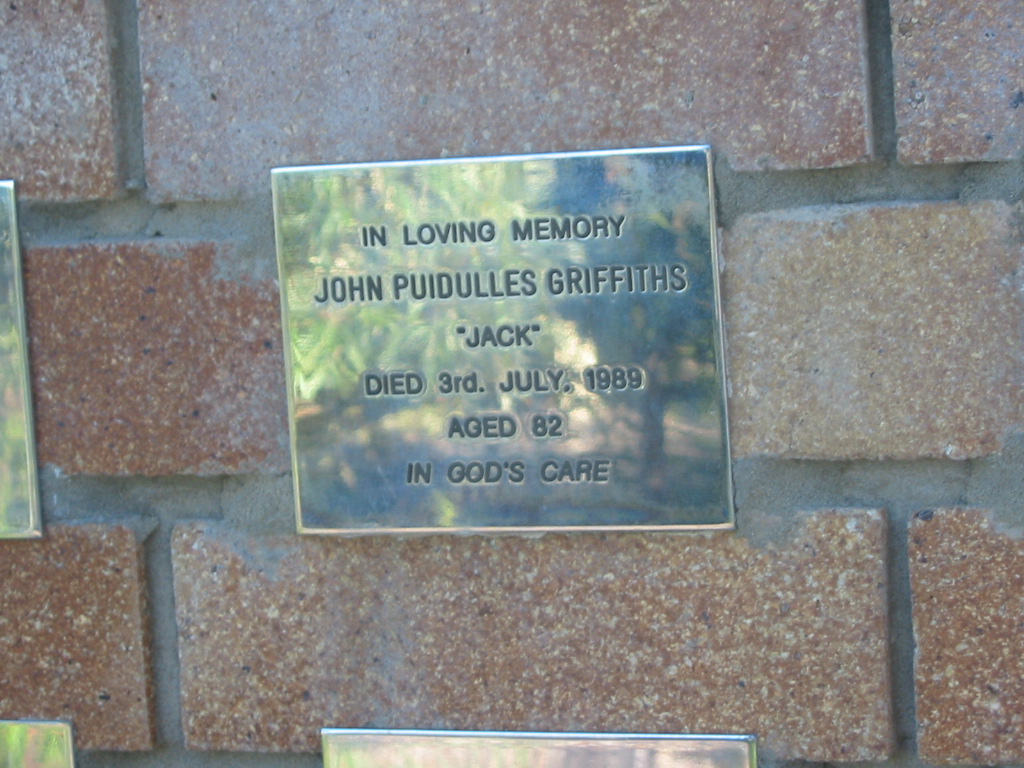 IN LOVING MEMORY
JOHN PUIDULLES GRIFFITHS
"JACK"
DIED 3rd. JULY, 1989
AGED 82
IN GOD'S CARE